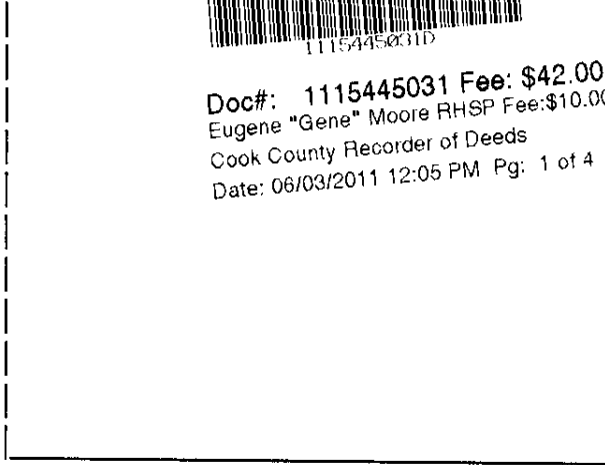 1115445031D
Doc#: 1115445031 Fee: $42.00
Eugene "Gene" Moore RHSP Fee:$10.00
Cook County Recorder of Deeds
Date: 06/03/2011 12:05 PM Pg: 1 of 4